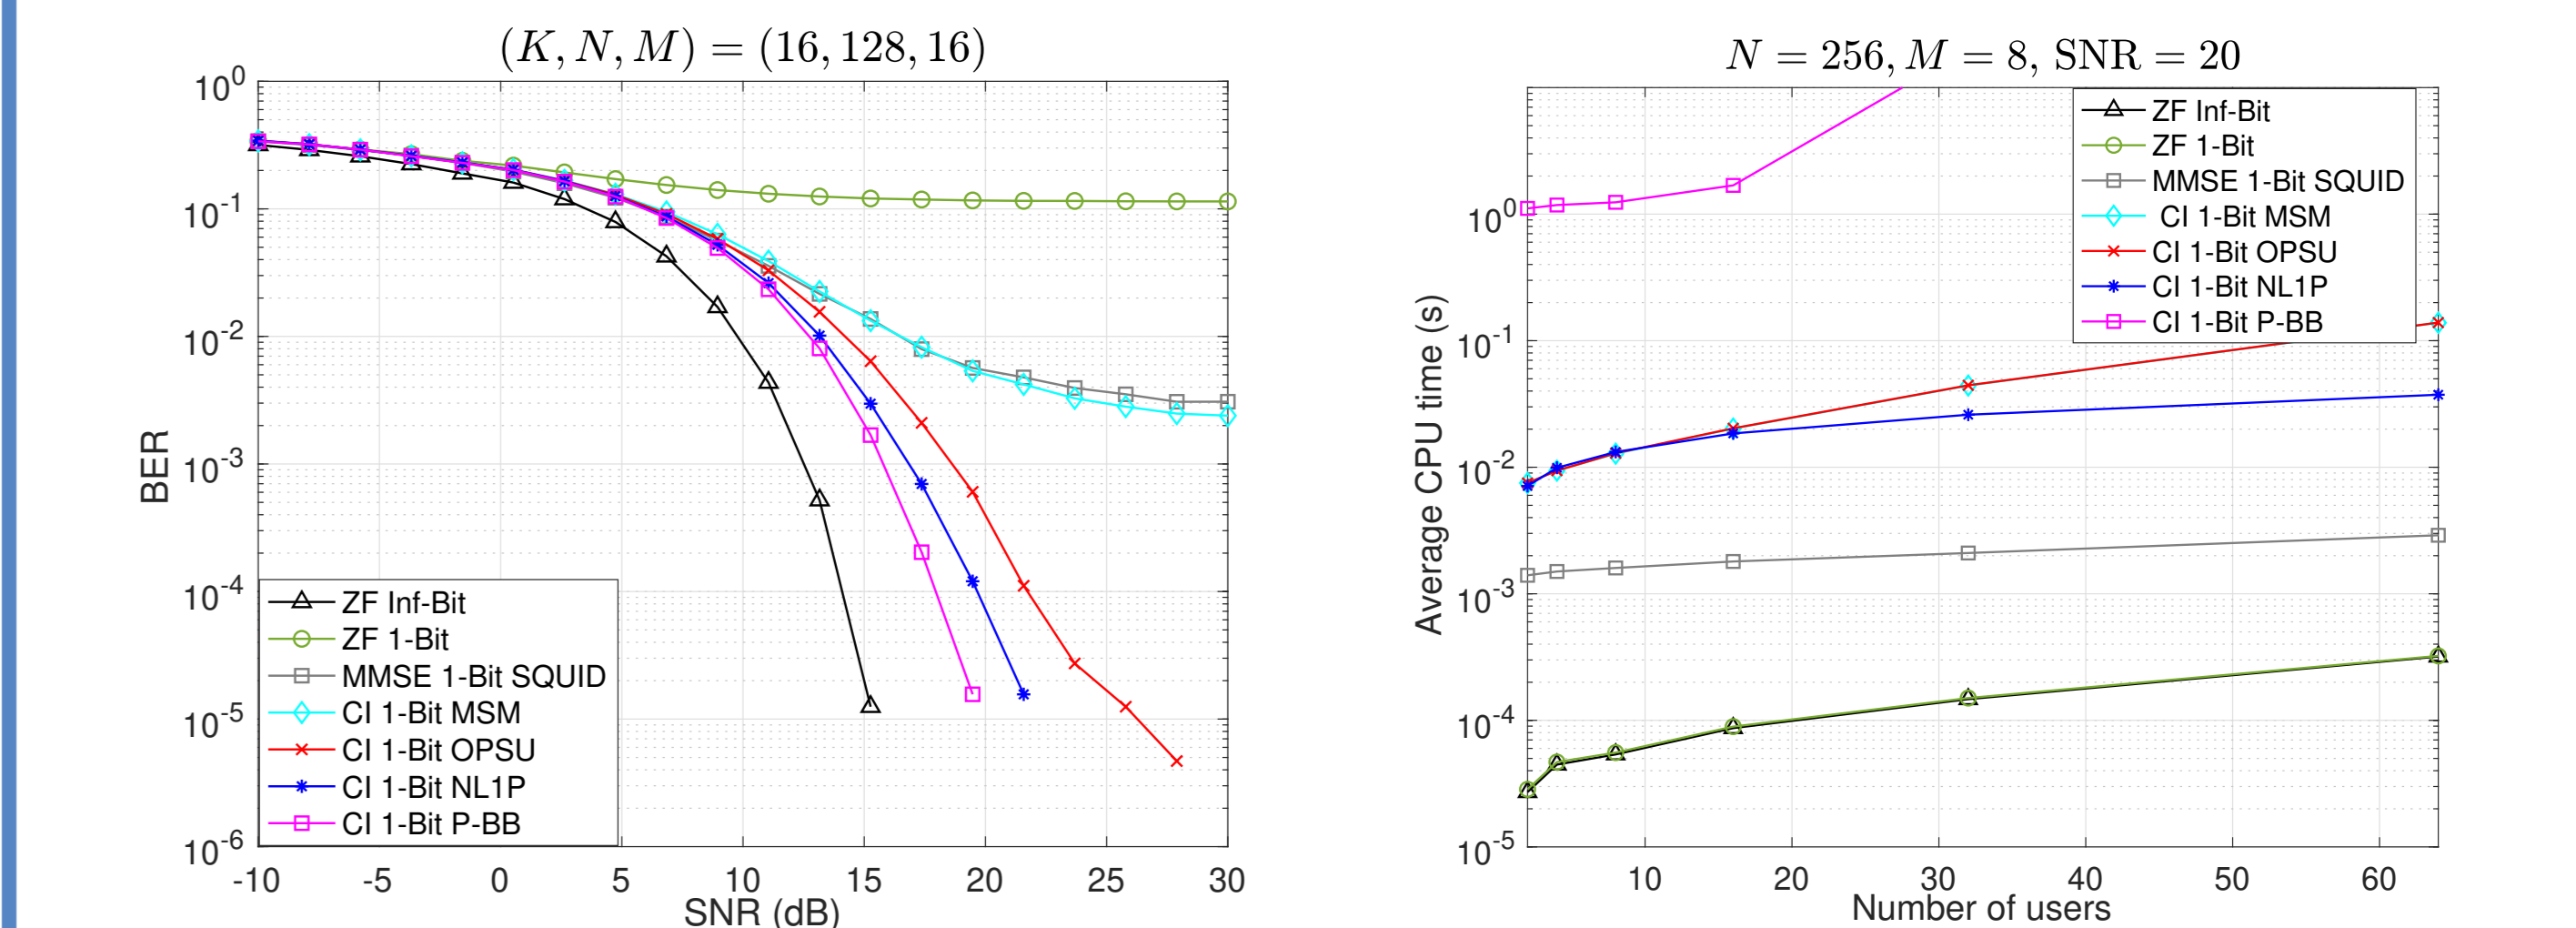 (K, N, M) = (16, 128, 16)
10^0
10^-1
10^-2
10^-3
10^-4
10^-5
10^-6
BER
ZF Inf-Bit
ZF 1-Bit
MMSE 1-Bit SQUID
CI 1-Bit MSM
CI 1-Bit OPSU
CI 1-Bit NL1P
CI 1-Bit P-BB
-10 -5 0 5 10 15 20 25 30
SNR (dB)
N = 256, M = 8, SNR = 20
10^0
10^-1
10^-2
10^-3
10^-4
10^-5
Average CPU time (s)
ZF Inf-Bit
ZF 1-Bit
MMSE 1-Bit SQUID
CI 1-Bit MSM
CI 1-Bit OPSU
CI 1-Bit NL1P
CI 1-Bit P-BB
10 20 30 40 50 60
Number of users